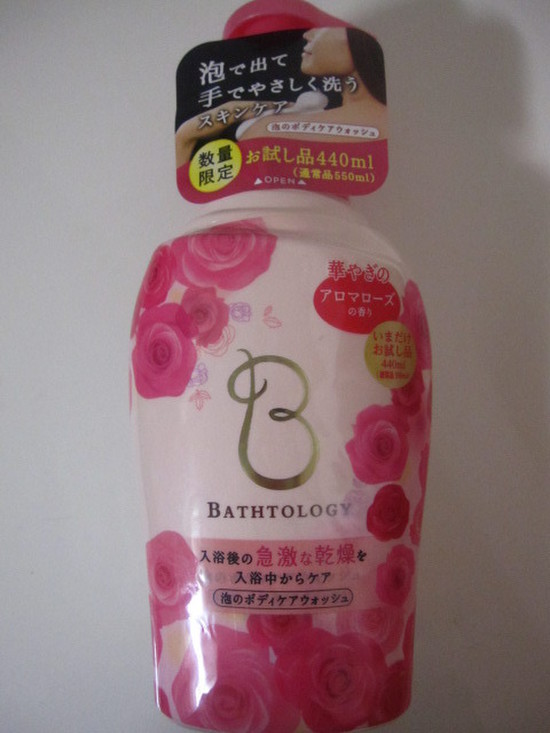 泡で出て
手でやさしく洗う
スキンケア
泡のボディケアウォッシュ
数量
限定
お試し品440ml
(通常品550ml)
▲OPEN▲
華やぎの
アロマローズ
の香り
いまだけ
お試し品
440ml
B
BATHTOLOGY
入浴後の急激な乾燥を
入浴中からケア
泡のボディケアウォッシュ